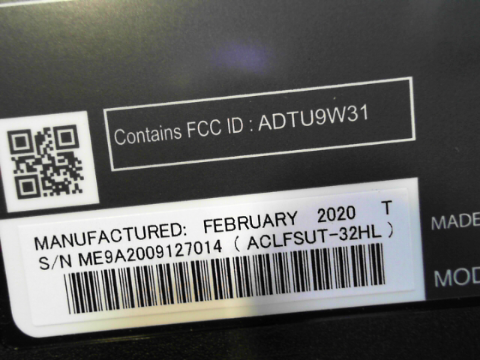 Contains FCC ID : ADTU9W31
MANUFACTURED: FEBRUARY 2020 T
S/N ME9A2009127014 ( ACLFSUT-32HL )
MADE
MOD